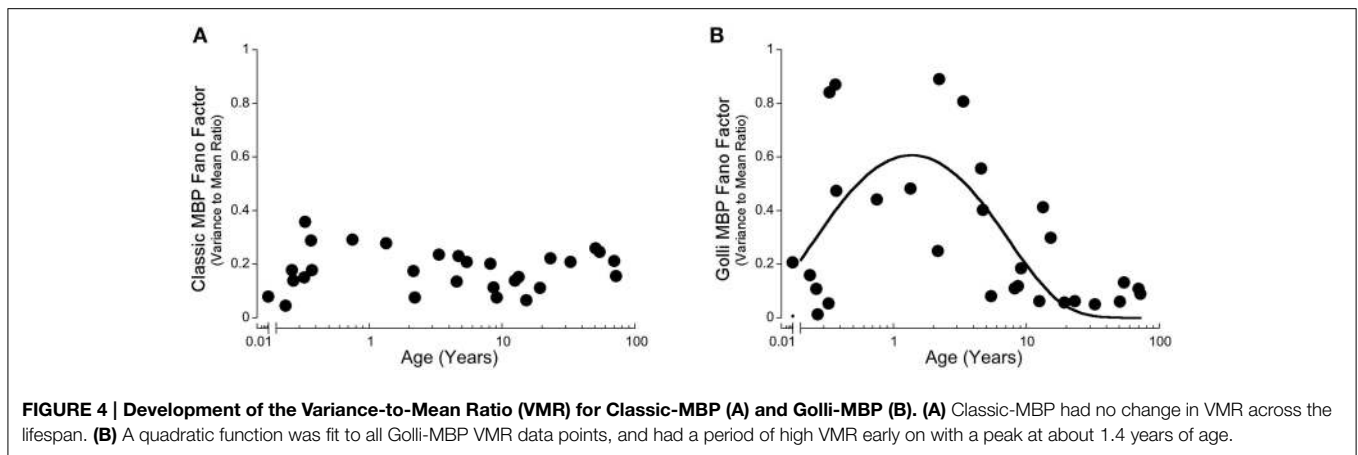 A
Classic MBP Fano Factor
(Variance to Mean Ratio)
1
0.8
0.6
0.4
0.2
0
0.01
1
10
100
Age (Years)
B
Golli MBP Fano Factor
(Variance to Mean Ratio)
1
0.8
0.6
0.4
0.2
0
0.01
1
10
100
Age (Years)
FIGURE 4 | Development of the Variance-to-Mean Ratio (VMR) for Classic-MBP (A) and Golli-MBP (B). (A) Classic-MBP had no change in VMR across the
lifespan. (B) A quadratic function was fit to all Golli-MBP VMR data points, and had a period of high VMR early on with a peak at about 1.4 years of age.